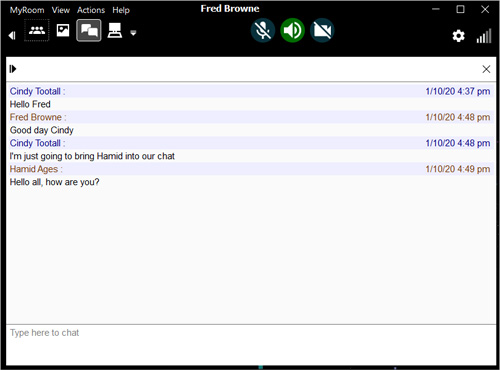 Fred Browne
MyRoom View Actions Help
Cindy Tootall : 1/10/20 4:37 pm
Hello Fred
Fred Browne : 1/10/20 4:48 pm
Good day Cindy
Cindy Tootall : 1/10/20 4:48 pm
I'm just going to bring Hamid into our chat
Hamid Ages : 1/10/20 4:49 pm
Hello all, how are you?
Type here to chat